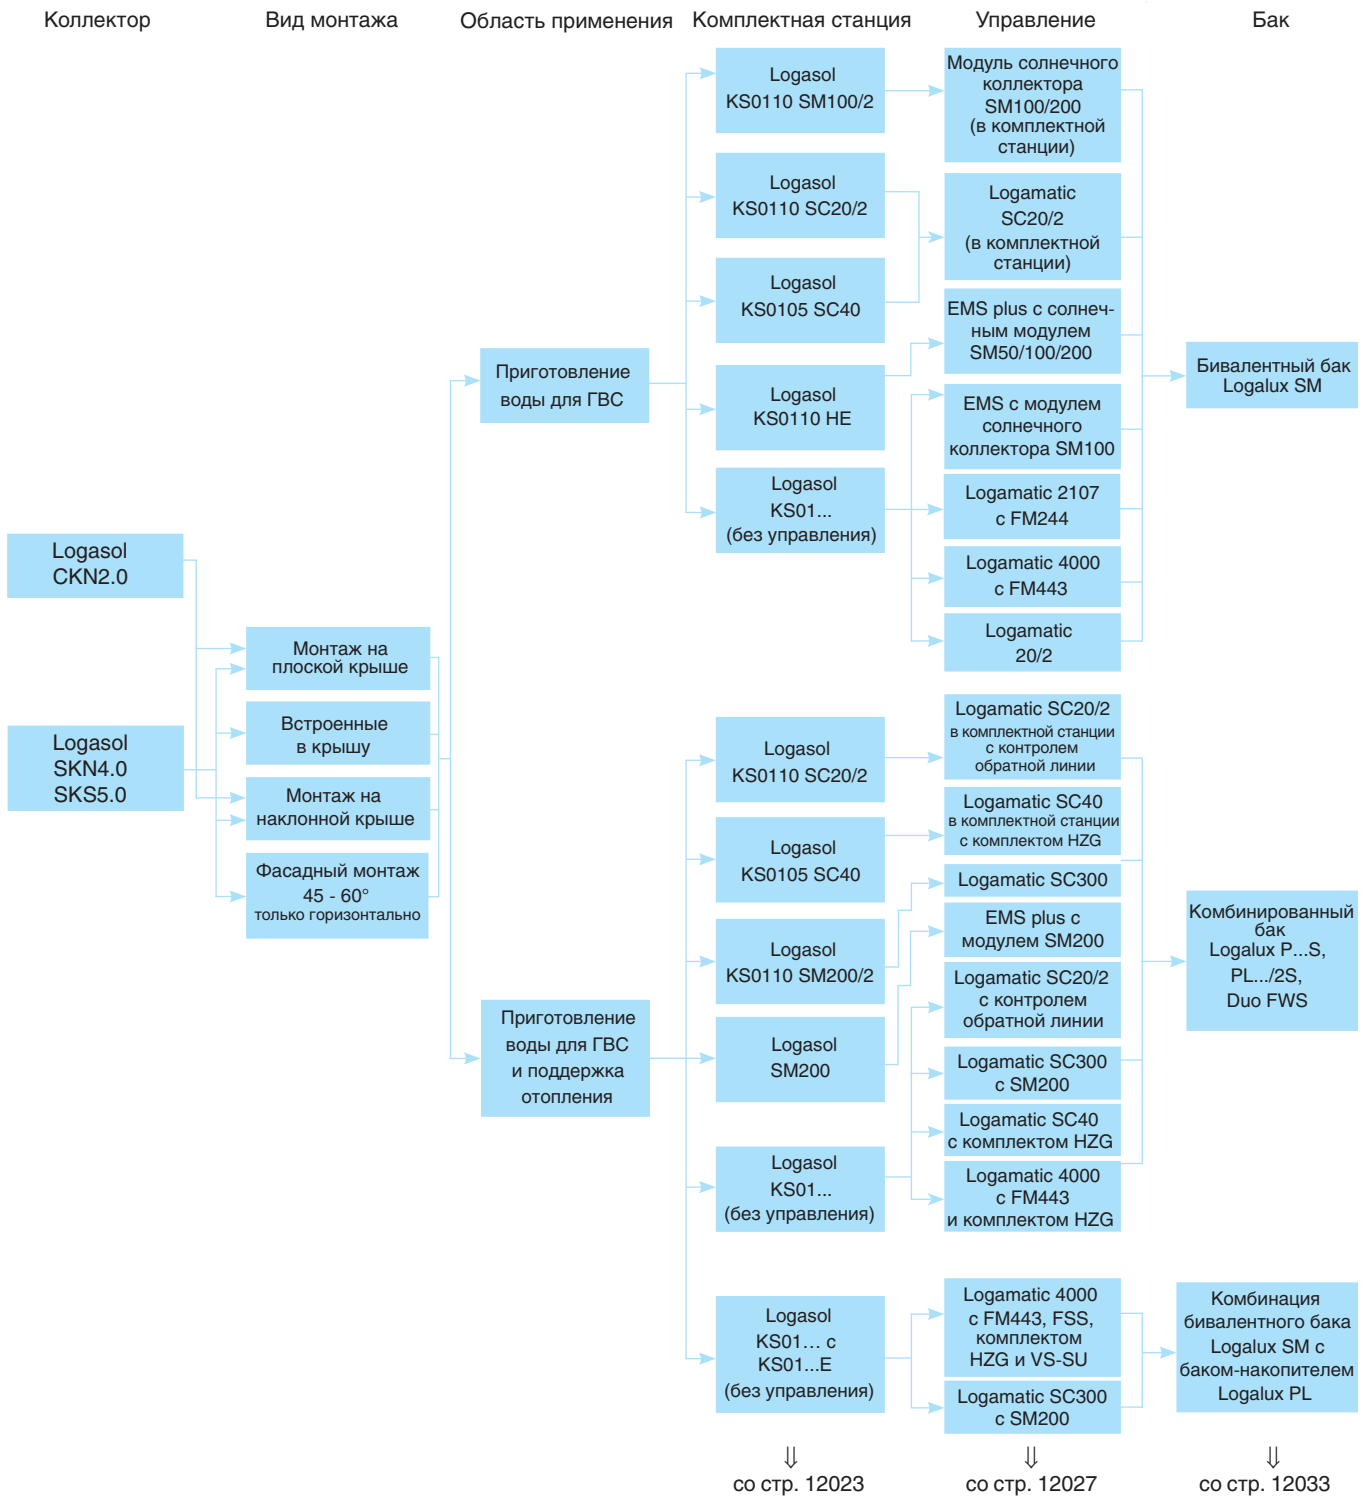 Коллектор
Вид монтажа
Область применения
Комплектная станция
Управление
Бак
Logasol
CKN2.0
Logasol
SKN4.0
SKS5.0
Монтаж на
плоской крыше
Встроенные
в крышу
Монтаж на
наклонной крыше
Фасадный монтаж
45 - 60°
только горизонтально
Приготовление
воды для ГВС
Приготовление
воды для ГВС
и поддержка
отопления
Logasol
KS0110 SM100/2
Logasol
KS0110 SC20/2
Logasol
KS0105 SC40
Logasol
KS0110 HE
Logasol
KS01...
(без управления)
Logasol
KS0110 SC20/2
Logasol
KS0105 SC40
Logasol
KS0110 SM200/2
Logasol
SM200
Logasol
KS01...
(без управления)
Logasol
KS01... с
KS01...E
(без управления)
⇓
со стр. 12023
Модуль солнечного
коллектора
SM100/200
(в комплектной
станции)
Logamatic
SC20/2
(в комплектной
станции)
EMS plus с солнеч-
ным модулем
SM50/100/200
EMS с модулем
солнечного
коллектора SM100
Logamatic 2107
с FM244
Logamatic 4000
с FM443
Logamatic
20/2
Logamatic SC20/2
в комплектной станции
с контролем
обратной линии
Logamatic SC40
в комплектной станции
с комплектом HZG
Logamatic SC300
EMS plus с
модулем SM200
Logamatic SC20/2
с контролем
обратной линии
Logamatic SC300
с SM200
Logamatic SC40
с комплектом HZG
Logamatic 4000
с FM443
и комплектом HZG
Logamatic 4000
с FM443, FSS,
комплектом
HZG и VS-SU
Logamatic SC300
с SM200
⇓
со стр. 12027
Бивалентный бак
Logalux SM
Комбинированный
бак
Logalux P...S,
PL.../2S,
Duo FWS
Комбинация
бивалентного бака
Logalux SM с
баком-накопителем
Logalux PL
⇓
со стр. 12033